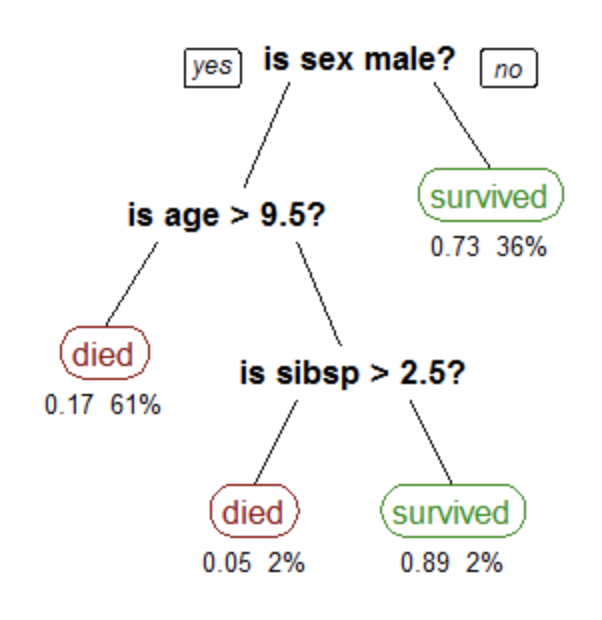 yes is sex male? no
is age > 9.5?
survived
0.73 36%
died
0.17 61%
is sibsp > 2.5?
died survived
0.05 2% 0.89 2%